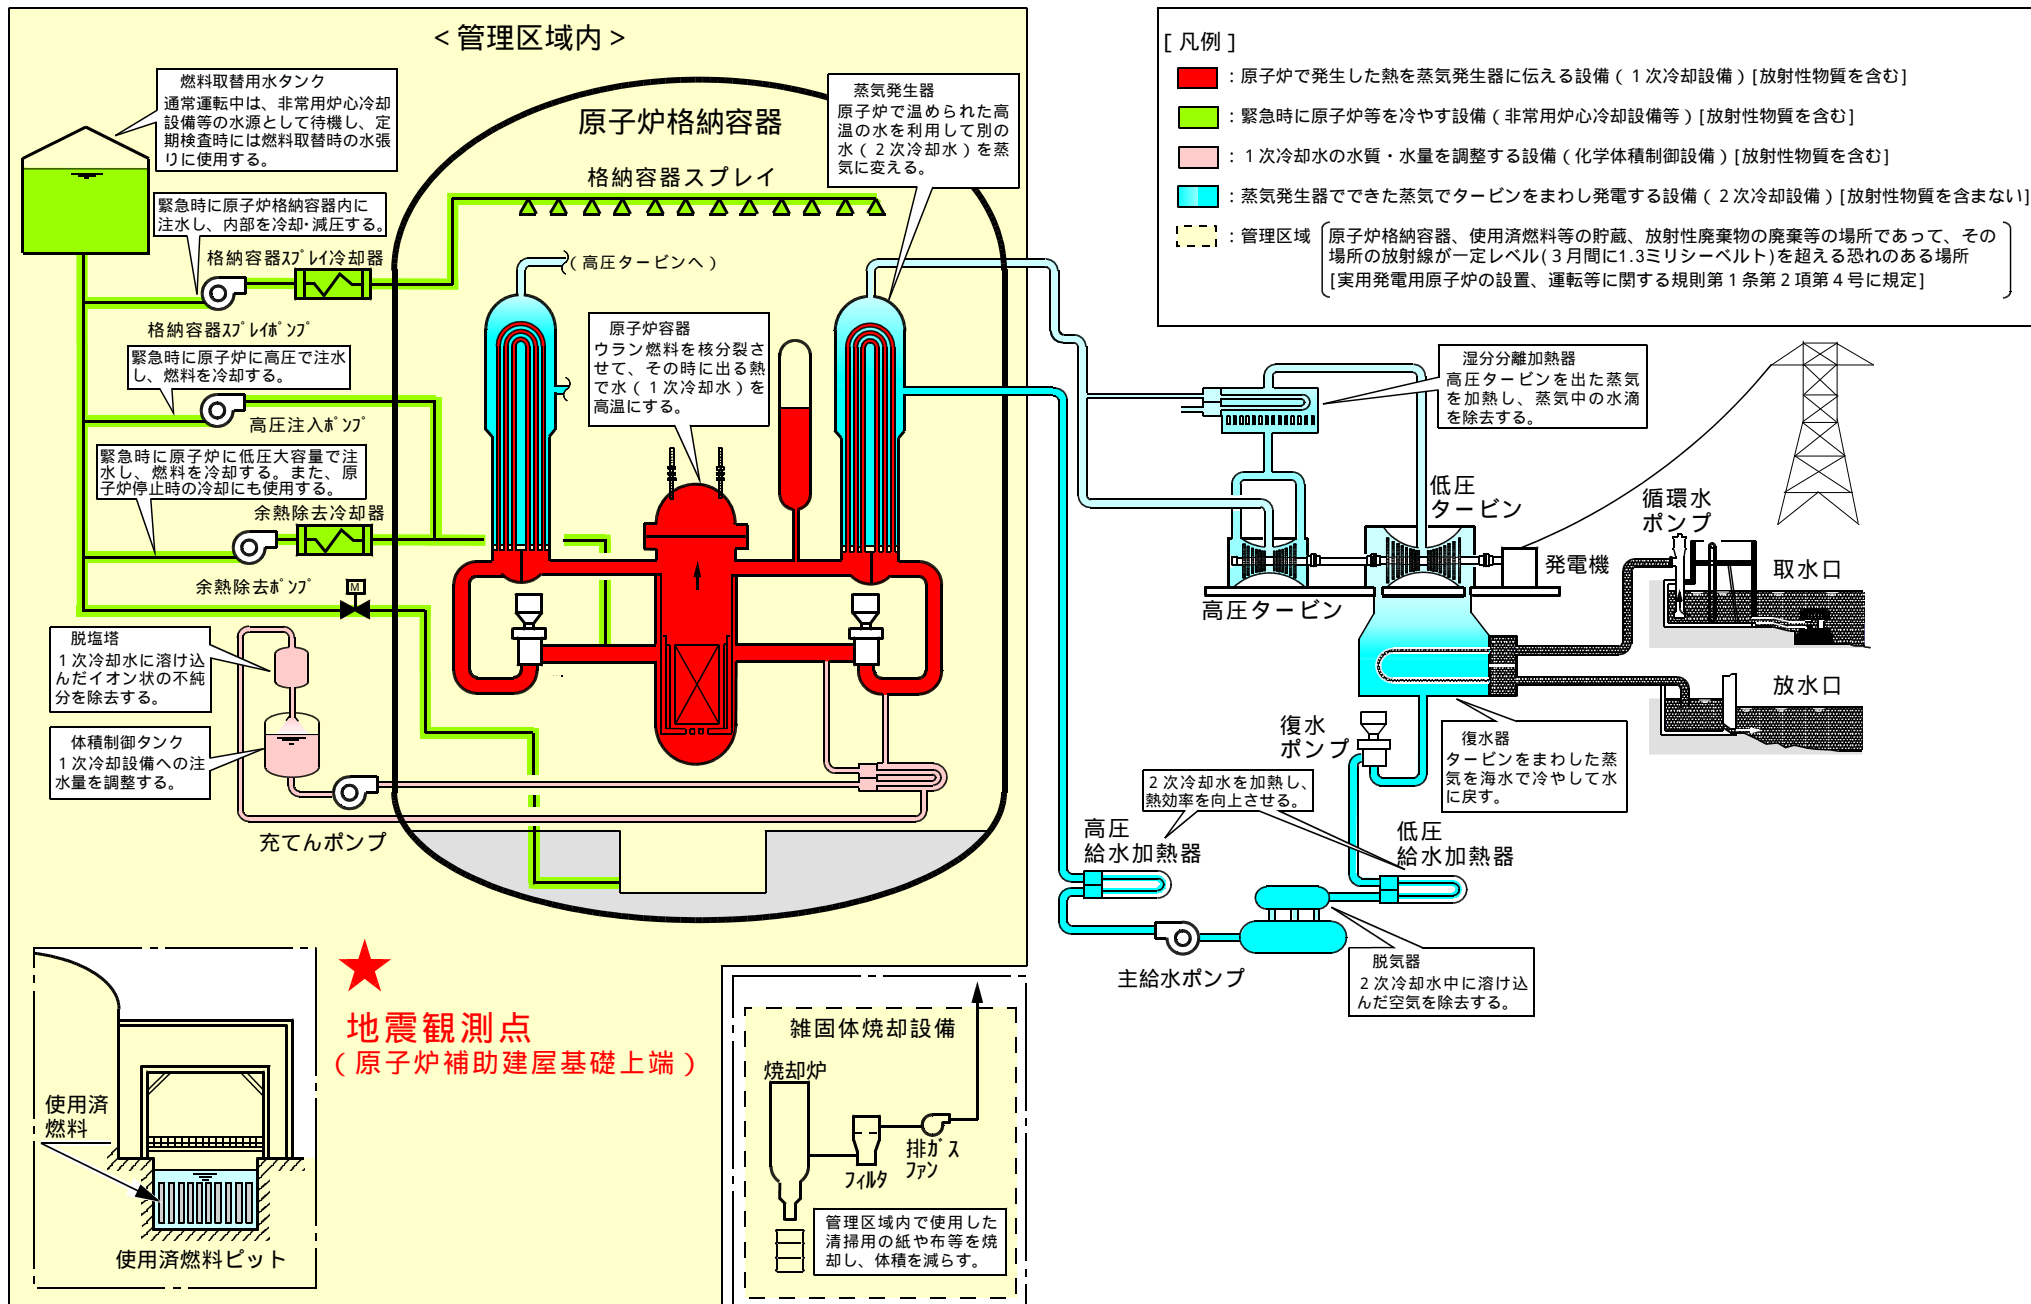 ＜管理区域内＞
燃料取替用水タンク
通常運転中は、非常用炉心冷却
設備等の水源として待機し、定
期検査時には燃料取替時の水張
りに使用する。
原子炉格納容器
蒸気発生器
原子炉で温められた高
温の水を利用して別の
水（２次冷却水）を蒸
気に変える。
格納容器スプレイ
緊急時に原子炉格納容器内に
注水し、内部を冷却・減圧する。
格納容器ｽﾌﾟﾚｲ冷却器
（高圧タービンへ）
格納容器ｽﾌﾟﾚｲﾎﾟﾝﾌﾟ
原子炉容器
ウラン燃料を核分裂さ
せて、その時に出る熱
で水（１次冷却水）を
高温にする。
緊急時に原子炉に高圧で注水
し、燃料を冷却する。
高圧注入ﾎﾟﾝﾌﾟ
緊急時に原子炉に低圧大容量で注
水し、燃料を冷却する。また、原
子炉停止時の冷却にも使用する。
余熱除去冷却器
余熱除去ﾎﾟﾝﾌﾟ
M
脱塩塔
１次冷却水に溶け込
んだイオン状の不純
分を除去する。
体積制御タンク
１次冷却設備への注
水量を調整する。
充てんポンプ
[ 凡例 ]
：原子炉で発生した熱を蒸気発生器に伝える設備（１次冷却設備）[放射性物質を含む]
：緊急時に原子炉等を冷やす設備（非常用炉心冷却設備等）[放射性物質を含む]
：１次冷却水の水質・水量を調整する設備（化学体積制御設備）[放射性物質を含む]
：蒸気発生器でできた蒸気でタービンをまわし発電する設備（２次冷却設備）[放射性物質を含まない]
：管理区域
原子炉格納容器、使用済燃料等の貯蔵、放射性廃棄物の廃棄等の場所であって、その
場所の放射線が一定レベル(３月間に1.3ミリシーベルト)を超える恐れのある場所
[実用発電用原子炉の設置、運転等に関する規則第１条第２項第４号に規定]
湿分分離加熱器
高圧タービンを出た蒸気
を加熱し、蒸気中の水滴
を除去する。
低圧
タービン
循環水
ポンプ
発電機
取水口
高圧タービン
放水口
復水
ポンプ
復水器
タービンをまわした蒸
気を海水で冷やして水
に戻す。
２次冷却水を加熱し、
熱効率を向上させる。
高圧
給水加熱器
低圧
給水加熱器
主給水ポンプ
脱気器
２次冷却水中に溶け込
んだ空気を除去する。
★
地震観測点
（原子炉補助建屋基礎上端）
使用済
燃料
使用済燃料ピット
雑固体焼却設備
焼却炉
ﾌｨﾙﾀ
排ｶﾞｽ
ﾌｧﾝ
管理区域内で使用した
清掃用の紙や布等を焼
却し、体積を減らす。